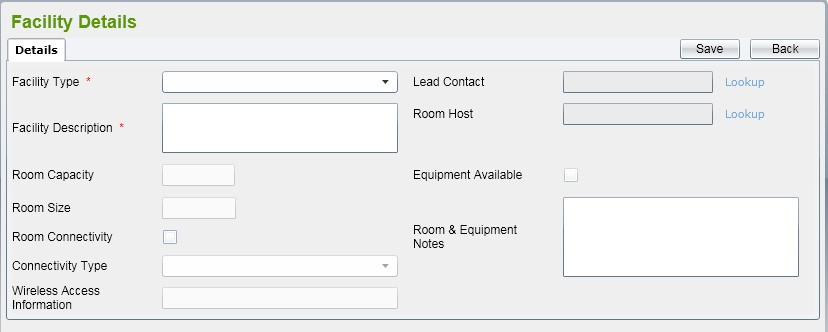 Facility Details
Details
Save
Back
Facility Type *
Lead Contact
Lookup
Facility Description *
Room Host
Lookup
Room Capacity
Equipment Available
Room Size
Room Connectivity
Room & Equipment
Notes
Connectivity Type
Wireless Access
Information